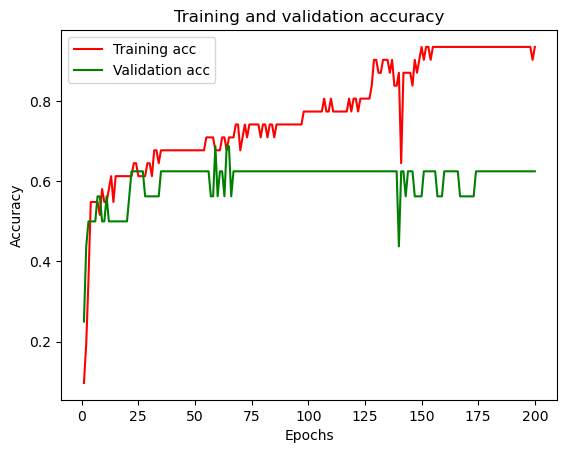 Training and validation accuracy
Training acc
Validation acc
Accuracy
0.8
0.6
0.4
0.2
0 25 50 75 100 125 150 175 200
Epochs